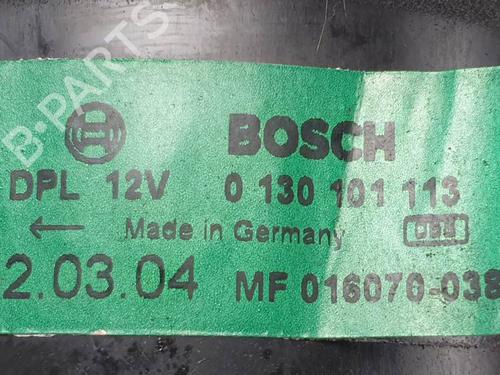 B-PARTS
BOSCH
DPL 12V 0 130 101 113
← Made in Germany
2.03.04 MF 016070-038